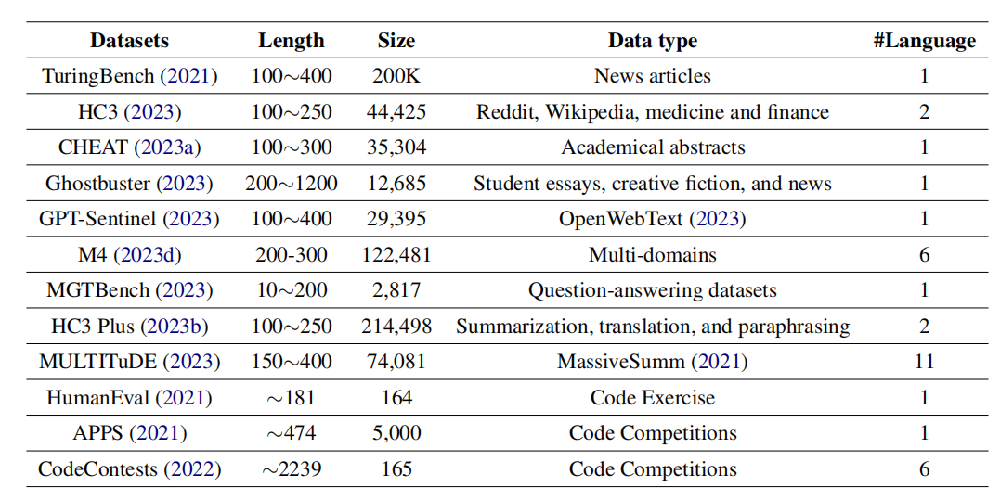 Datasets Length Size Data type #Language
TuringBench (2021) 100∼400 200K News articles 1
HC3 (2023) 100∼250 44,425 Reddit, Wikipedia, medicine and finance 2
CHEAT (2023a) 100∼300 35,304 Academical abstracts 1
Ghostbuster (2023) 200∼1200 12,685 Student essays, creative fiction, and news 1
GPT-Sentinel (2023) 100∼400 29,395 OpenWebText (2023) 1
M4 (2023d) 200-300 122,481 Multi-domains 6
MGTBench (2023) 10∼200 2,817 Question-answering datasets 1
HC3 Plus (2023b) 100∼250 214,498 Summarization, translation, and paraphrasing 2
MULTITuDE (2023) 150∼400 74,081 MassiveSumm (2021) 11
HumanEval (2021) ∼181 164 Code Exercise 1
APPS (2021) ∼474 5,000 Code Competitions 1
CodeContests (2022) ∼2239 165 Code Competitions 6